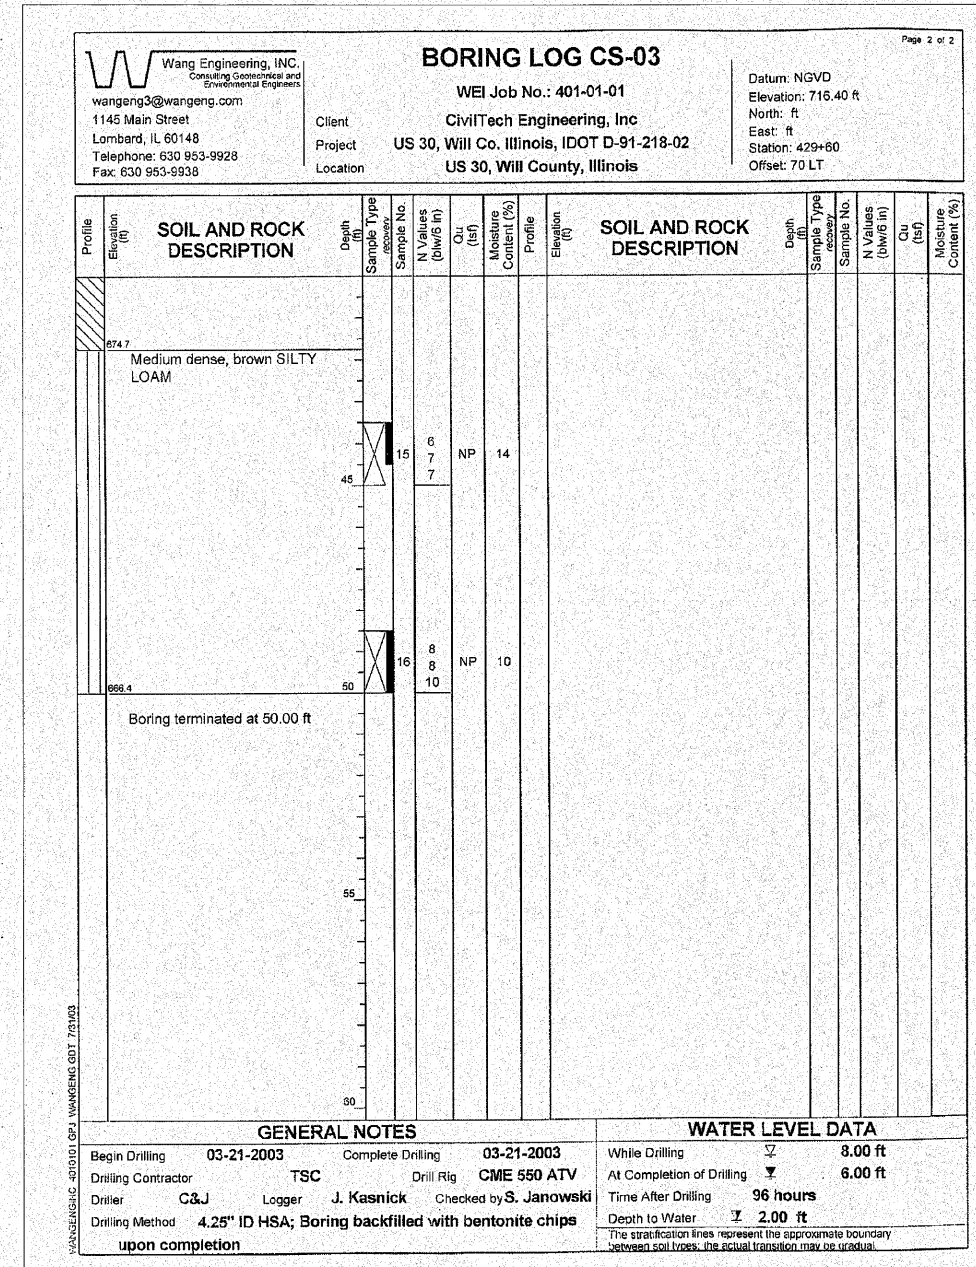 Page 2 of 2
Wang Engineering, INC.
Consulting Geotechnical and
Environmental Engineers
wangeng3@wangeng.com
1145 Main Street
Lombard, IL 60148
Telephone: 630 953-9928
Fax: 630 953-9938
BORING LOG CS-03
WEI Job No.: 401-01-01
Client CivilTech Engineering, Inc
Project US 30, Will Co. Illinois, IDOT D-91-218-02
Location US 30, Will County, Illinois
Datum: NGVD
Elevation: 716.40 ft
North: ft
East: ft
Station: 429+60
Offset: 70 LT
Profile
Elevation (ft)
SOIL AND ROCK
DESCRIPTION
Depth (ft)
Sample Type
recovery
Sample No.
N Values (blw/6 in)
Qu (tsf)
Moisture Content (%)
Profile
Elevation (ft)
SOIL AND ROCK
DESCRIPTION
Depth (ft)
Sample Type
recovery
Sample No.
N Values (blw/6 in)
Qu (tsf)
Moisture Content (%)
674.7
Medium dense, brown SILTY
LOAM
6
15 7 NP 14
45 7
8
16 8 NP 10
666.4 50 10
Boring terminated at 50.00 ft
55
60
GENERAL NOTES
Begin Drilling 03-21-2003 Complete Drilling 03-21-2003
Drilling Contractor TSC Drill Rig CME 550 ATV
Driller C&J Logger J. Kasnick Checked by S. Janowski
Drilling Method 4.25" ID HSA; Boring backfilled with bentonite chips
upon completion
WATER LEVEL DATA
While Drilling 8.00 ft
At Completion of Drilling 6.00 ft
Time After Drilling 96 hours
Depth to Water 2.00 ft
The stratification lines represent the approximate boundary
between soil types; the actual transition may be gradual.
WANGENGINC 4010101.GPJ WANGENG.GDT 7/31/03